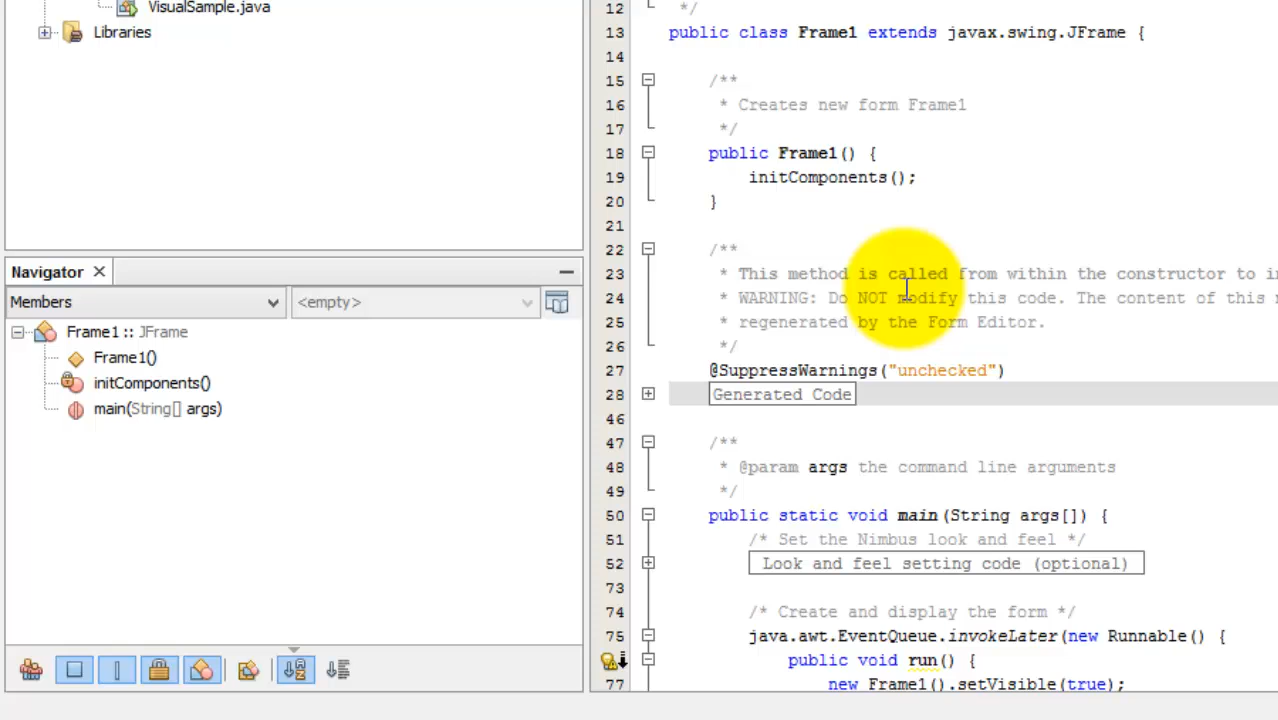 VisualSample.java
Libraries
Navigator
Members
<empty>
Frame1 :: JFrame
Frame1()
initComponents()
main(String[] args)
12 */
13 public class Frame1 extends javax.swing.JFrame {
14
15 /**
16 * Creates new form Frame1
17 */
18 public Frame1() {
19 initComponents();
20 }
21
22 /**
23 * This method is called from within the constructor to
24 * WARNING: Do NOT modify this code. The content of this
25 * regenerated by the Form Editor.
26 */
27 @SuppressWarnings("unchecked")
28 Generated Code
46
47 /**
48 * @param args the command line arguments
49 */
50 public static void main(String args[]) {
51 /* Set the Nimbus look and feel */
52 Look and feel setting code (optional)
73
74 /* Create and display the form */
75 java.awt.EventQueue.invokeLater(new Runnable() {
public void run() {
77 new Frame1().setVisible(true);